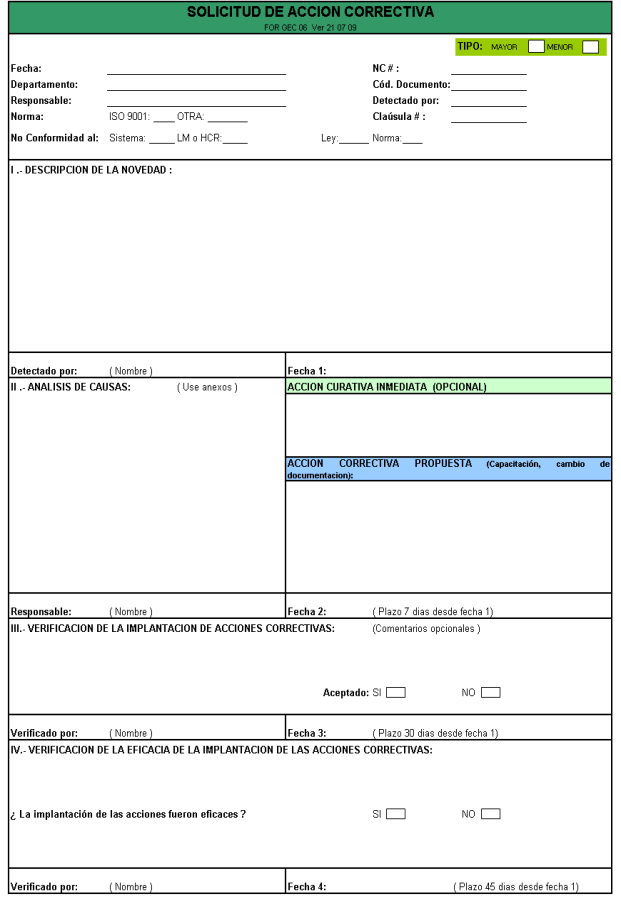 SOLICITUD DE ACCION CORRECTIVA
FOR GEC 06 Ver 21 07 09
TIPO: MAYOR MENOR
Fecha: NC # :
Departamento: Cód. Documento:
Responsable: Detectado por:
Norma: ISO 9001: ____ OTRA: _______ Claúsula # :
No Conformidad al: Sistema: _____ LM o HCR:_____ Ley:______ Norma:____
I .- DESCRIPCION DE LA NOVEDAD :
Detectado por: ( Nombre ) Fecha 1:
II .- ANALISIS DE CAUSAS: ( Use anexos ) ACCION CURATIVA INMEDIATA (OPCIONAL)
ACCION CORRECTIVA PROPUESTA (Capacitación, cambio de
documentacion):
Responsable: ( Nombre ) Fecha 2: ( Plazo 7 dias desde fecha 1)
III.- VERIFICACION DE LA IMPLANTACION DE ACCIONES CORRECTIVAS: (Comentarios opcionales )
Aceptado: SI NO
Verificado por: ( Nombre ) Fecha 3: ( Plazo 30 dias desde fecha 1)
IV.- VERIFICACION DE LA EFICACIA DE LA IMPLANTACION DE LAS ACCIONES CORRECTIVAS:
¿ La implantación de las acciones fueron eficaces ? SI NO
Verificado por: ( Nombre ) Fecha 4: ( Plazo 45 dias desde fecha 1)